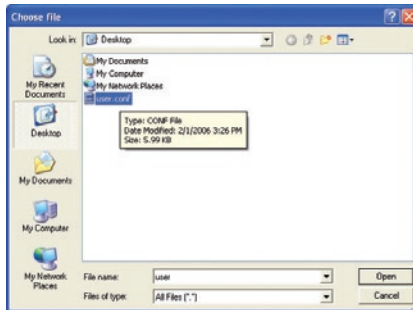 Choose file
Look in: Desktop
My Recent
Documents
Desktop
My Documents
My Computer
My Network
Places
My Documents
My Computer
My Network Places
user.conf
Type: CONF File
Date Modified: 2/1/2006 3:26 PM
Size: 5.99 KB
File name: user
Open
Files of type: All Files (*.*)
Cancel